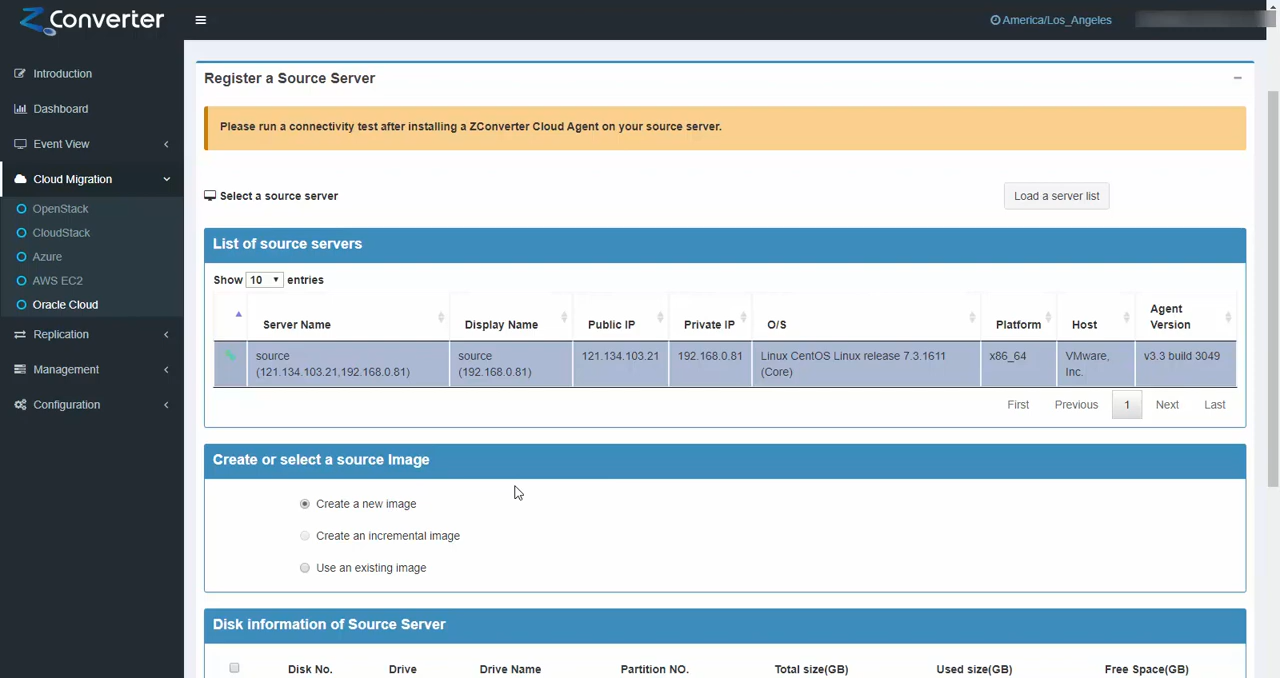 ZConverter
America/Los_Angeles
Introduction
Dashboard
Event View
Cloud Migration
OpenStack
CloudStack
Azure
AWS EC2
Oracle Cloud
Replication
Management
Configuration
Register a Source Server
Please run a connectivity test after installing a ZConverter Cloud Agent on your source server.
Select a source server
Load a server list
List of source servers
Show 10 entries
Server Name Display Name Public IP Private IP O/S Platform Host Agent
Version
source source 121.134.103.21 192.168.0.81 Linux CentOS Linux release 7.3.1611 x86_64 VMware, v3.3 build 3049
(121.134.103.21,192.168.0.81) (192.168.0.81) (Core) Inc.
First Previous 1 Next Last
Create or select a source Image
Create a new image
Create an incremental image
Use an existing image
Disk information of Source Server
Disk No. Drive Drive Name Partition NO. Total size(GB) Used size(GB) Free Space(GB)